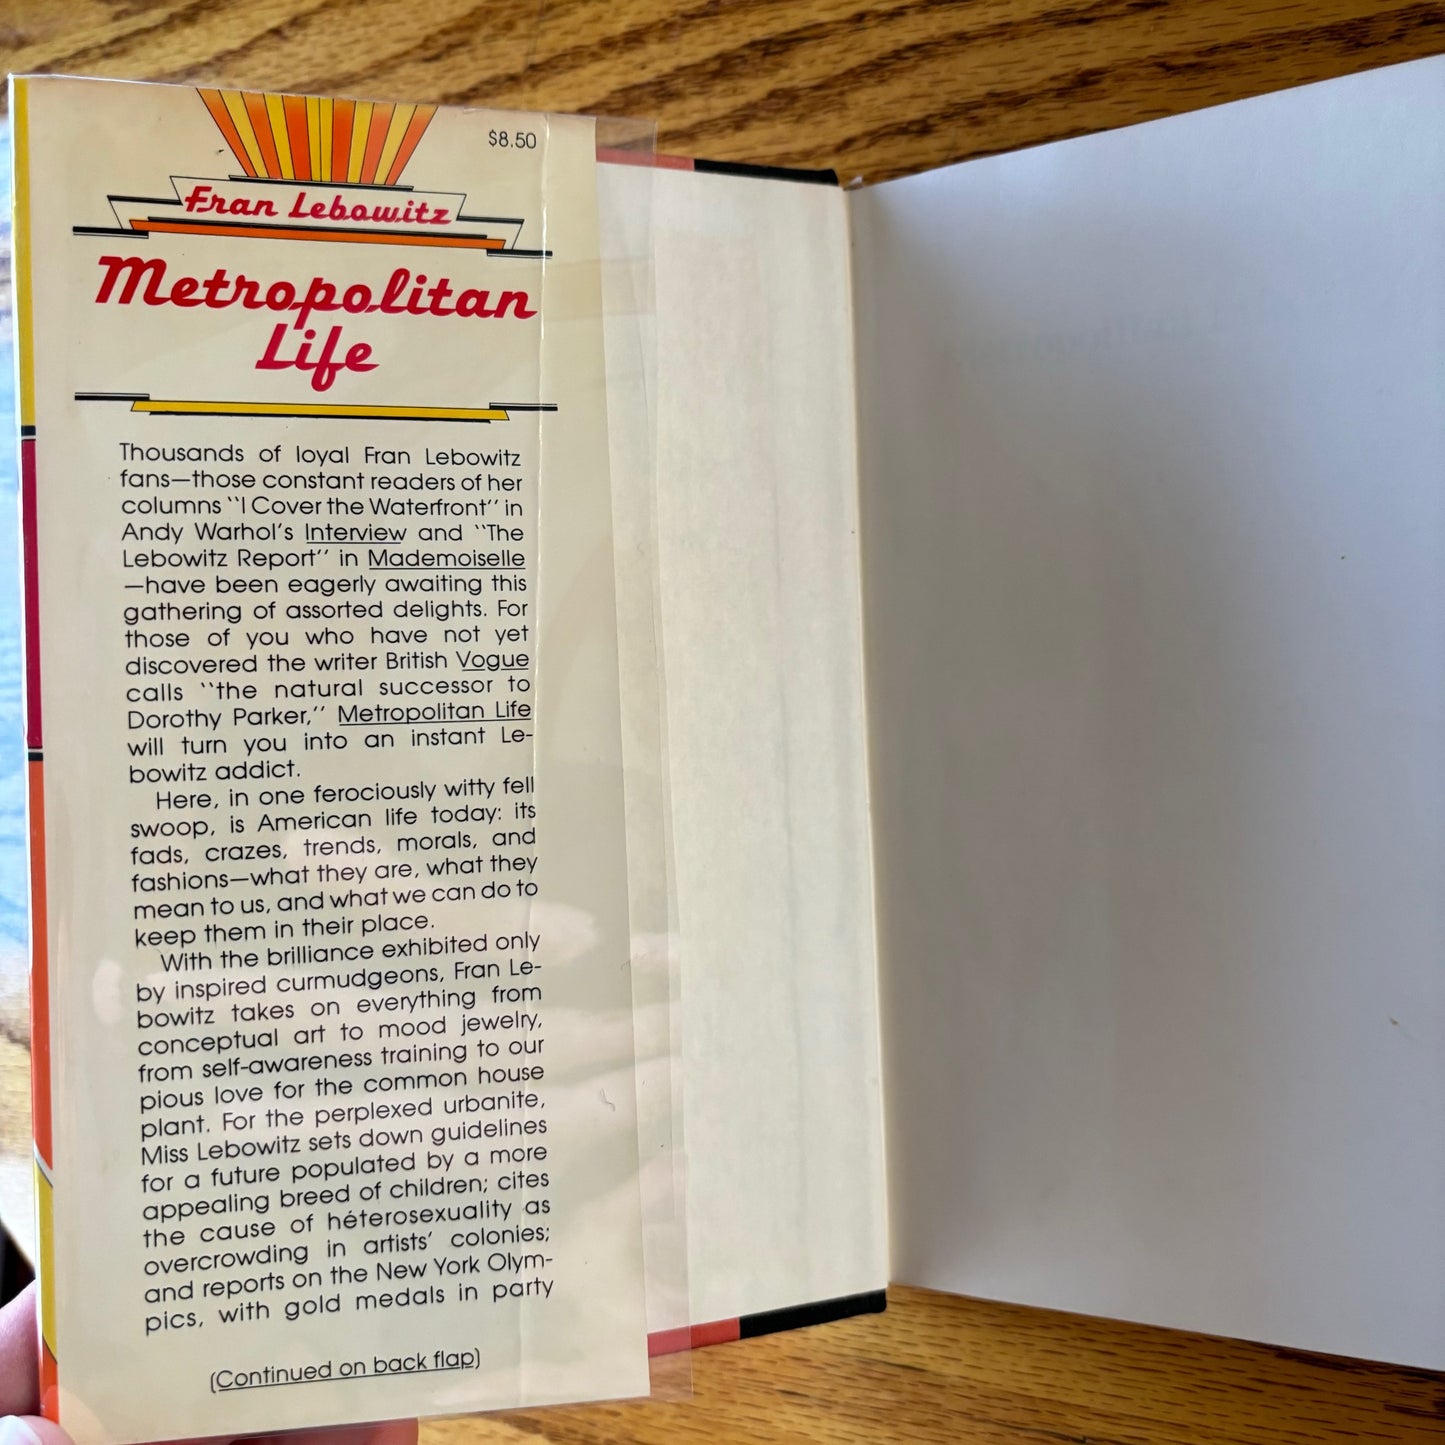 $8.50
Fran Lebowitz
Metropolitan
Life
Thousands of loyal Fran Lebowitz
fans—those constant readers of her
columns ‵‵I Cover the Waterfront′′ in
Andy Warhol's Interview and ‵‵The
Lebowitz Report′′ in Mademoiselle
—have been eagerly awaiting this
gathering of assorted delights. For
those of you who have not yet
discovered the writer British Vogue
calls ‵‵the natural successor to
Dorothy Parker,′′ Metropolitan Life
will turn you into an instant Le-
bowitz addict.
Here, in one ferociously witty fell
swoop, is American life today: its
fads, crazes, trends, morals, and
fashions—what they are, what they
mean to us, and what we can do to
keep them in their place.
With the brilliance exhibited only
by inspired curmudgeons, Fran Le-
bowitz takes on everything from
conceptual art to mood jewelry,
from self-awareness training to our
pious love for the common house
plant. For the perplexed urbanite,
Miss Lebowitz sets down guidelines
for a future populated by a more
appealing breed of children; cites
the cause of héterosexuality as
overcrowding in artists' colonies;
and reports on the New York Olym-
pics, with gold medals in party
(Continued on back flap)